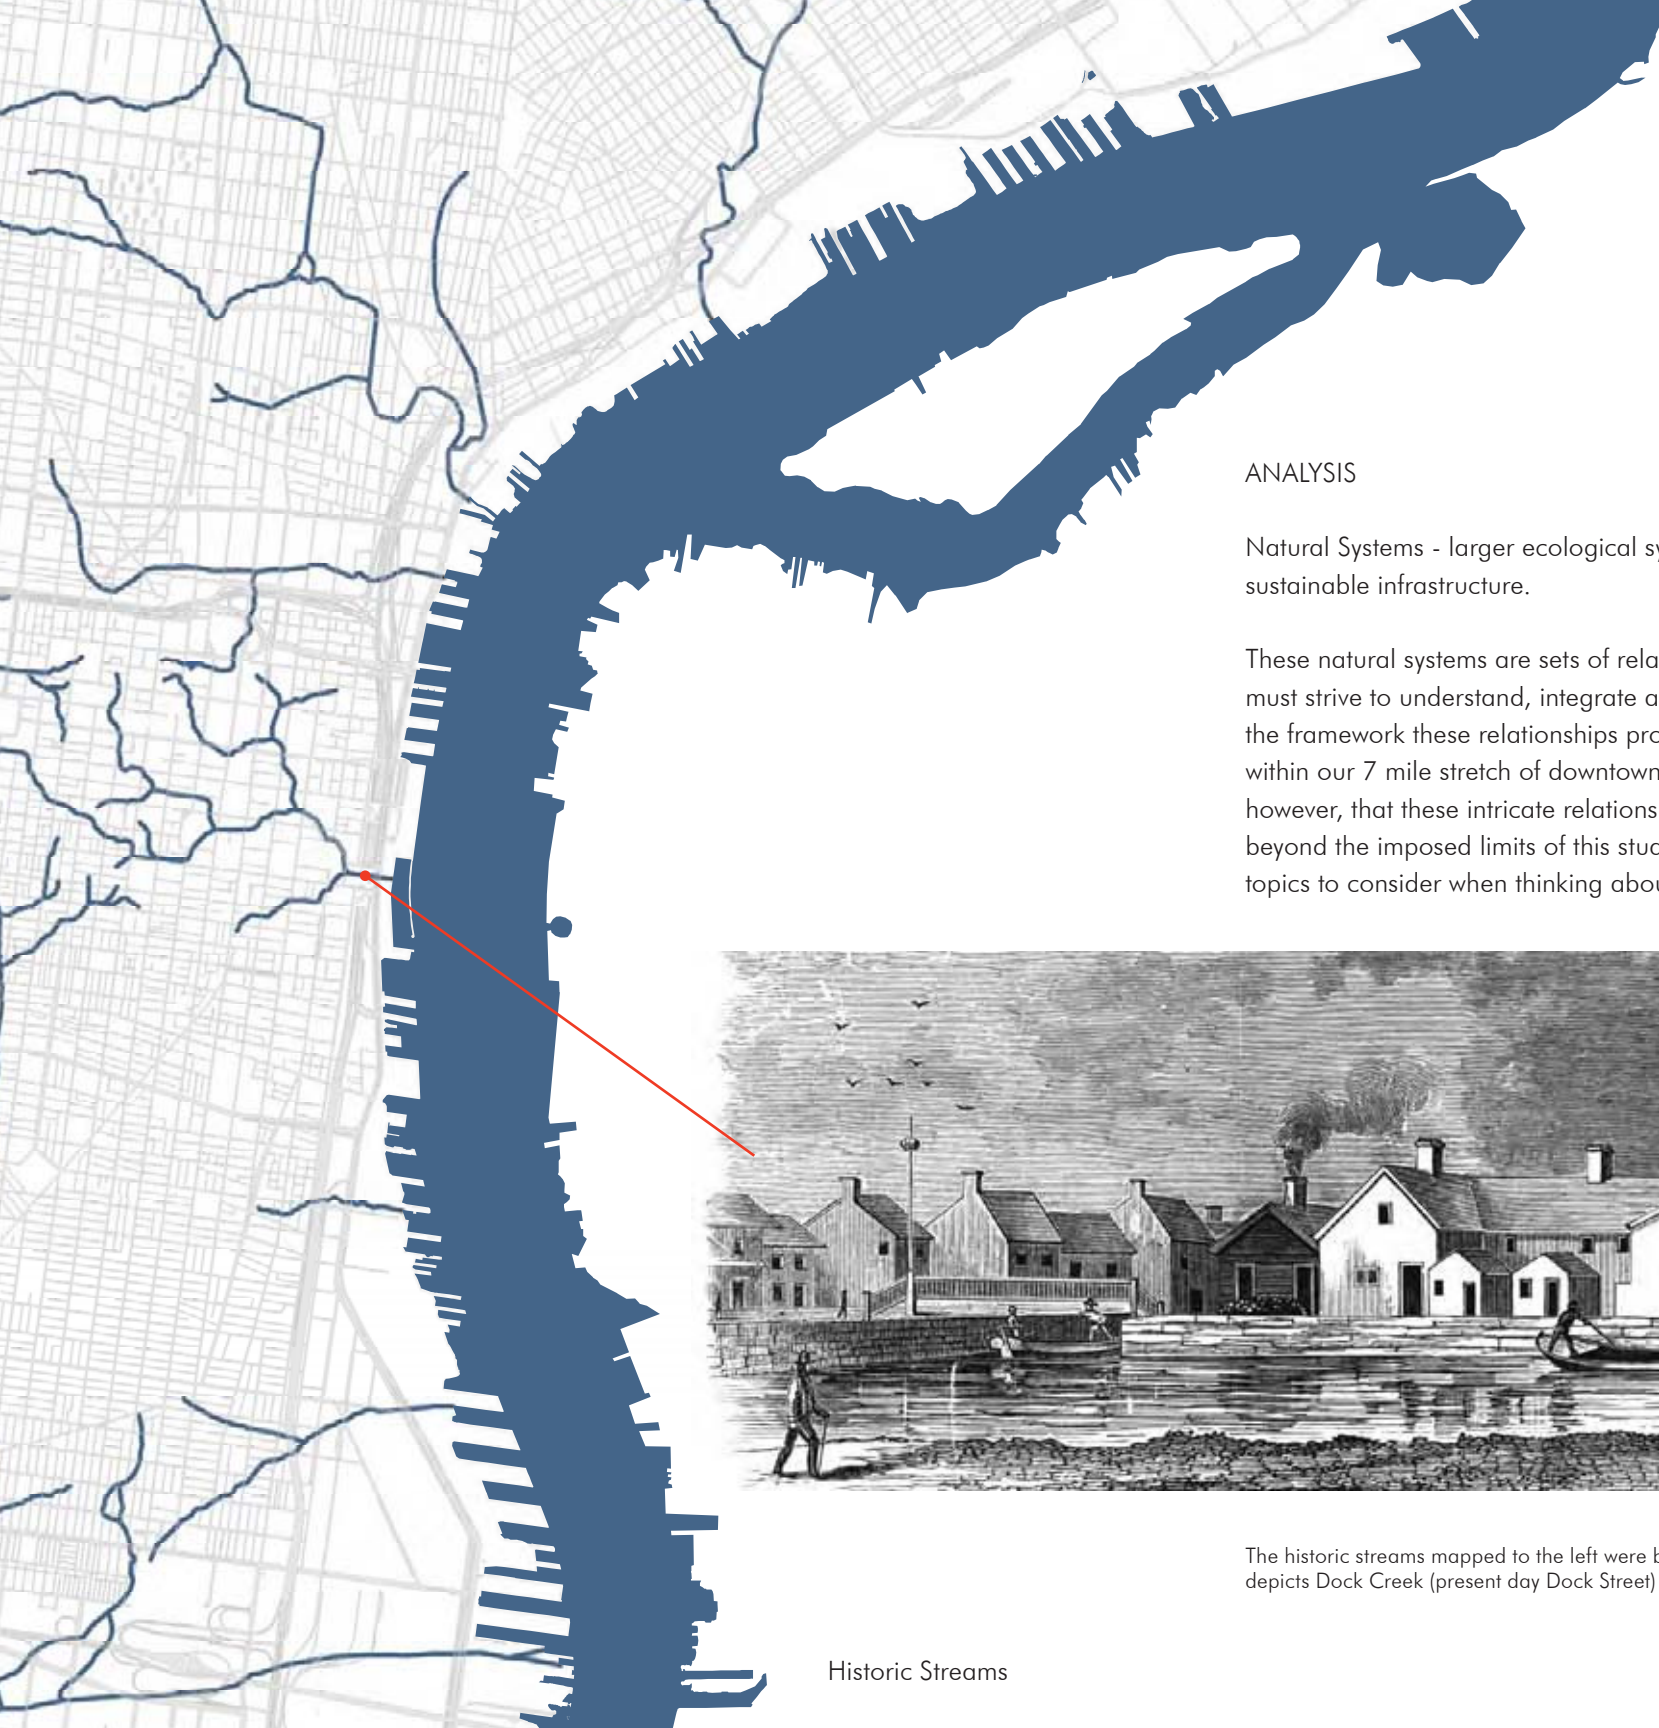 ANALYSIS
Natural Systems - larger ecological sy
sustainable infrastructure.
These natural systems are sets of rela
must strive to understand, integrate a
the framework these relationships pro
within our 7 mile stretch of downtown
however, that these intricate relations
beyond the imposed limits of this stud
topics to consider when thinking abou
The historic streams mapped to the left were b
depicts Dock Creek (present day Dock Street)
Historic Streams